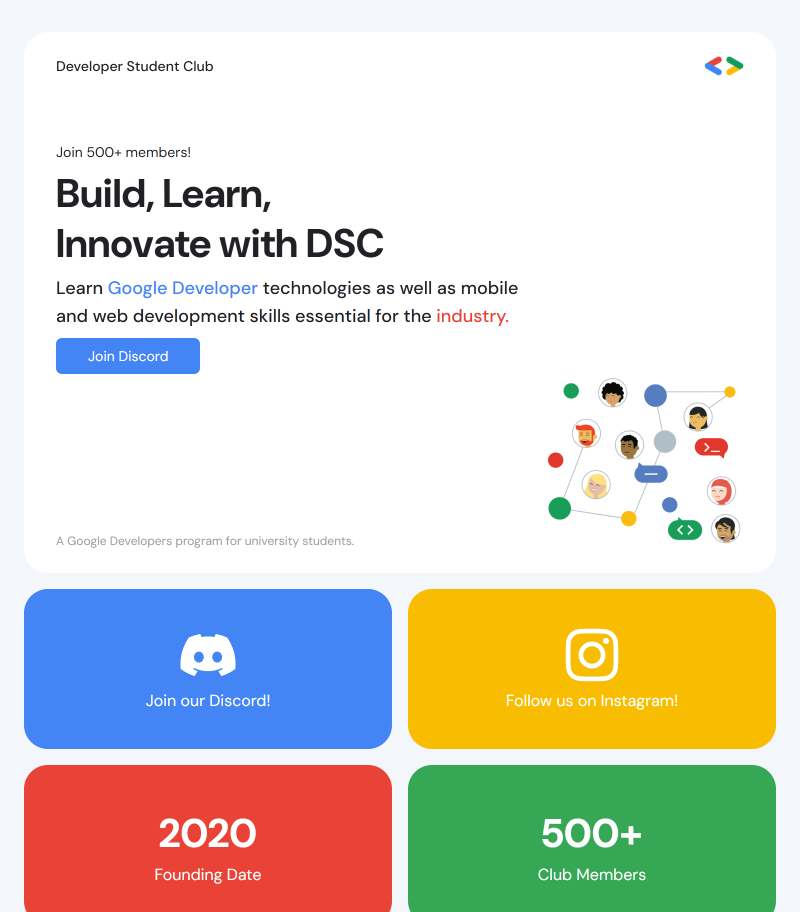 Developer Student Club
Join 500+ members!
Build, Learn,
Innovate with DSC
Learn Google Developer technologies as well as mobile
and web development skills essential for the industry.
Join Discord
A Google Developers program for university students.
Join our Discord!
Follow us on Instagram!
2020
Founding Date
500+
Club Members